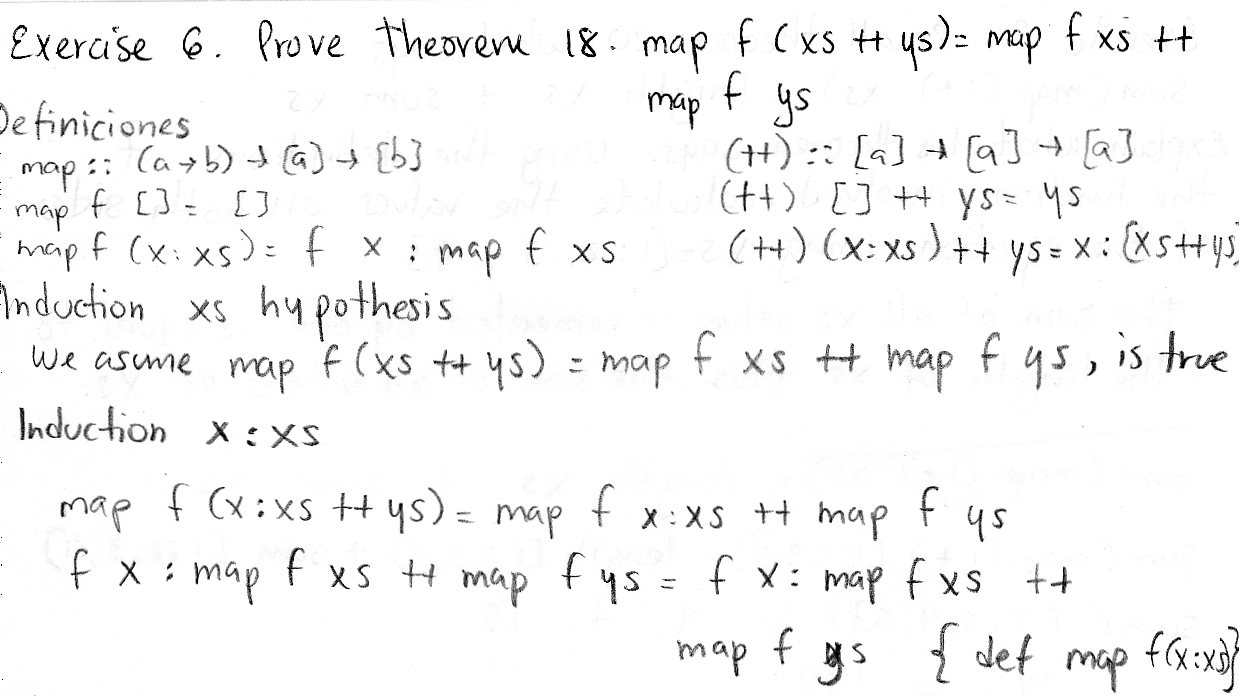 Exercise 6. Prove theorem 18. map f (xs ++ ys)= map f xs ++
map f ys
Definiciones
map :: (a→b) → [a] → [b]
(++) :: [a] → [a] → [a]
map f [] = []
(++) [] ++ ys = ys
map f (x:xs) = f x : map f xs
(++) (x:xs) ++ ys = x : (xs++ys)
Induction xs hypothesis
We asume map f (xs ++ ys) = map f xs ++ map f ys, is true
Induction x : xs
map f (x:xs ++ ys) = map f x:xs ++ map f ys
f x : map f xs ++ map f ys = f x : map f xs ++
map f ys { def map f(x:xs)}